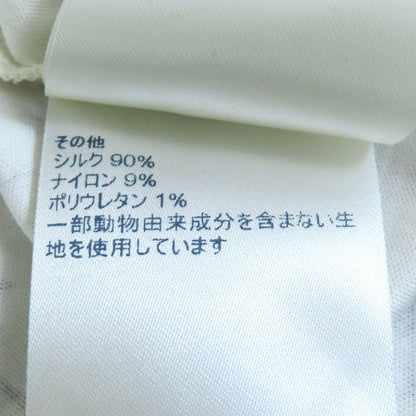 その他
シルク 90%
ナイロン 9%
ポリウレタン 1%
一部動物由来成分を含まない生
地を使用しています